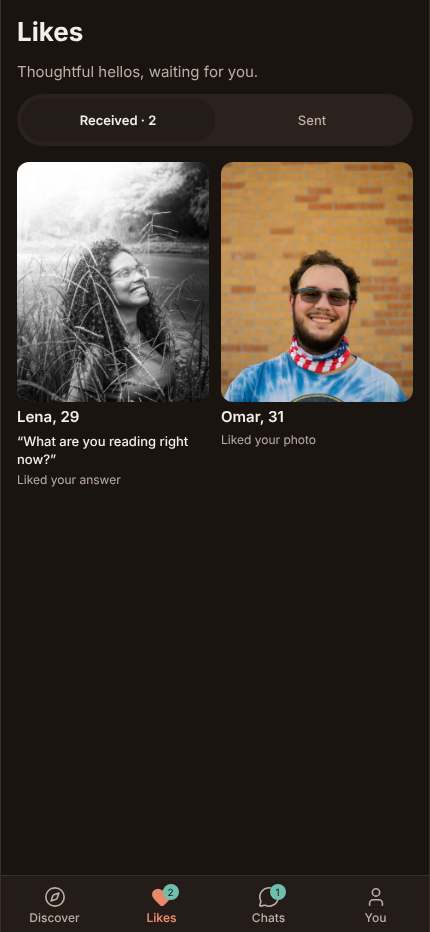 Likes
Thoughtful hellos, waiting for you.
Received · 2
Sent
Lena, 29
“What are you reading right
now?”
Liked your answer
Omar, 31
Liked your photo
2
1
Discover
Likes
Chats
You